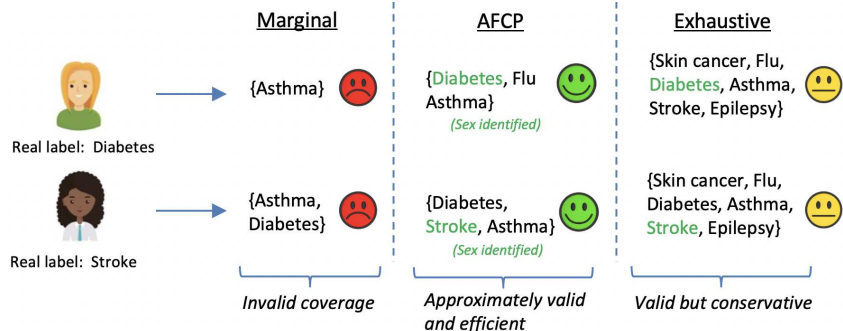 Marginal
AFCP
Exhaustive
{Asthma}
{Diabetes, Flu
Asthma}
(Sex identified)
{Skin cancer, Flu,
Diabetes, Asthma,
Stroke, Epilepsy}
Real label: Diabetes
{Asthma,
Diabetes}
{Diabetes,
Stroke, Asthma}
(Sex identified)
{Skin cancer, Flu,
Diabetes, Asthma,
Stroke, Epilepsy}
Real label: Stroke
Invalid coverage
Approximately valid
and efficient
Valid but conservative